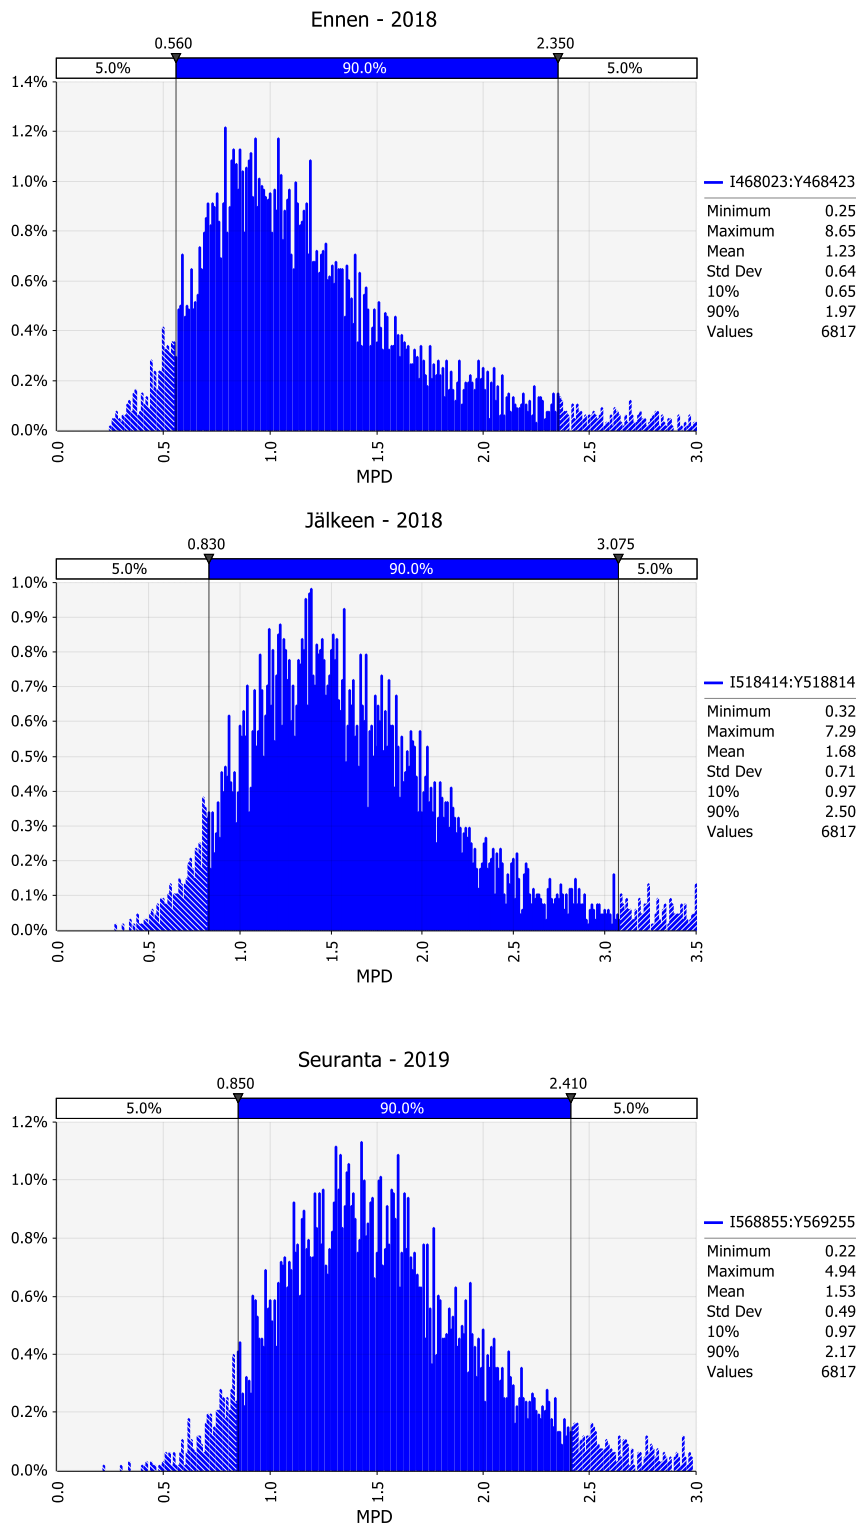 Ennen - 2018
0.560 2.350
5.0% 90.0% 5.0%
1.4%
1.2%
1.0%
0.8%
0.6%
0.4%
0.2%
0.0%
0.0 0.5 1.0 1.5 2.0 2.5 3.0
MPD
I468023:Y468423
Minimum 0.25
Maximum 8.65
Mean 1.23
Std Dev 0.64
10% 0.65
90% 1.97
Values 6817
Jälkeen - 2018
0.830 3.075
5.0% 90.0% 5.0%
1.0%
0.9%
0.8%
0.7%
0.6%
0.5%
0.4%
0.3%
0.2%
0.1%
0.0%
0.0 0.5 1.0 1.5 2.0 2.5 3.0 3.5
MPD
I518414:Y518814
Minimum 0.32
Maximum 7.29
Mean 1.68
Std Dev 0.71
10% 0.97
90% 2.50
Values 6817
Seuranta - 2019
0.850 2.410
5.0% 90.0% 5.0%
1.2%
1.0%
0.8%
0.6%
0.4%
0.2%
0.0%
0.0 0.5 1.0 1.5 2.0 2.5 3.0
MPD
I568855:Y569255
Minimum 0.22
Maximum 4.94
Mean 1.53
Std Dev 0.49
10% 0.97
90% 2.17
Values 6817